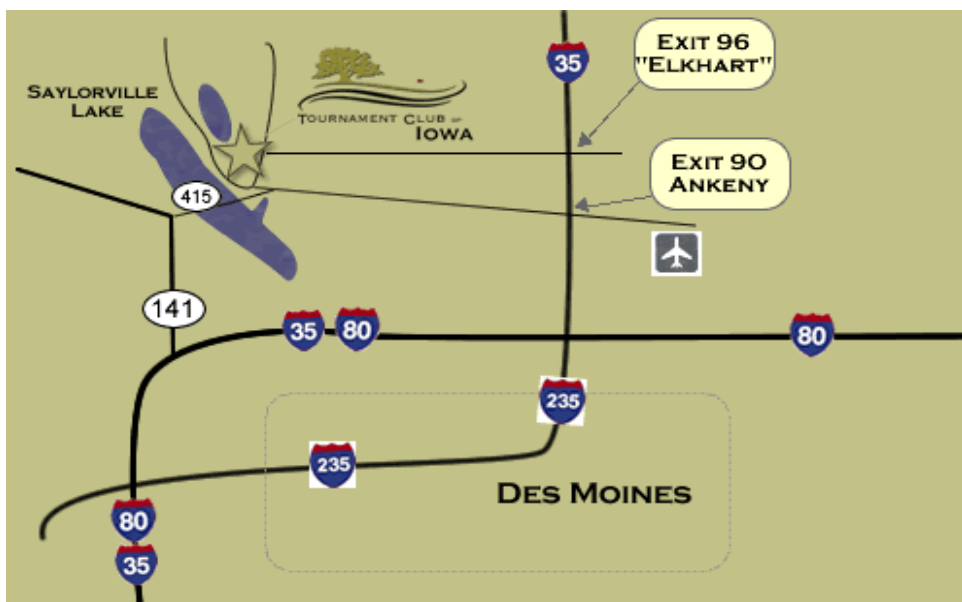 EXIT 96
"ELKHART"
35
SAYLORVILLE
LAKE
TOURNAMENT CLUB OF
IOWA
EXIT 90
ANKENY
415
141
35
80
80
235
235
DES MOINES
80
35